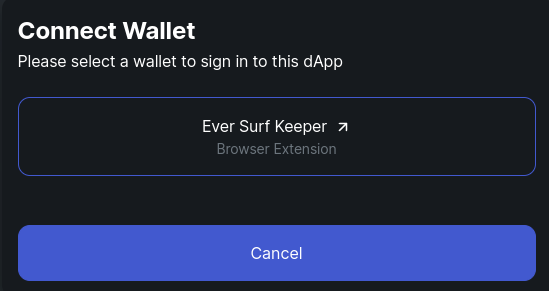 Connect Wallet
Please select a wallet to sign in to this dApp
Ever Surf Keeper
Browser Extension
Cancel